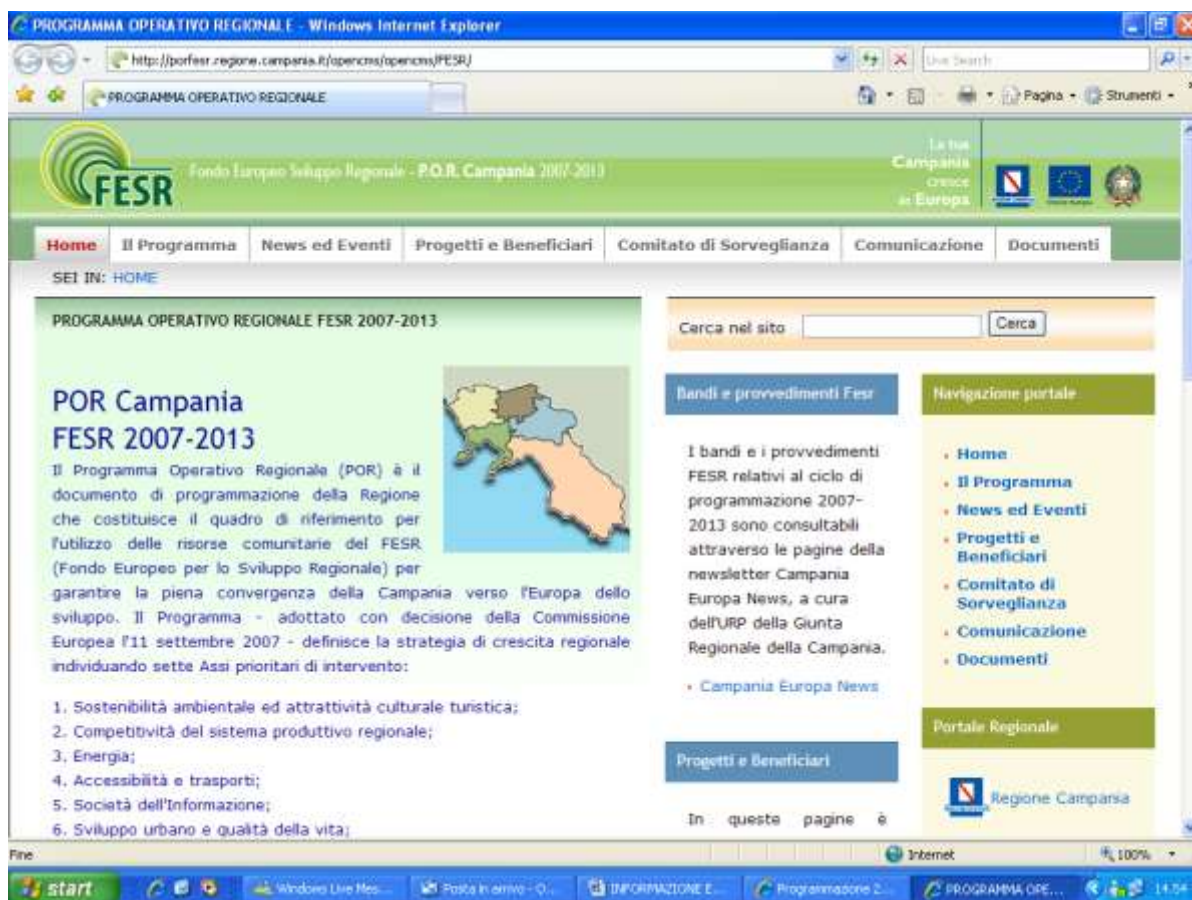 PROGRAMMA OPERATIVO REGIONALE - Windows Internet Explorer
http://porfesr.regione.campania.it/opencms/opencms/FESR/
Live Search
PROGRAMMA OPERATIVO REGIONALE
Pagina
Strumenti
FESR
Fondo Europeo Sviluppo Regionale - P.O.R. Campania 2007-2013
La tua
Campania
cresce
in Europa
Home
Il Programma
News ed Eventi
Progetti e Beneficiari
Comitato di Sorveglianza
Comunicazione
Documenti
SEI IN: HOME
PROGRAMMA OPERATIVO REGIONALE FESR 2007-2013
POR Campania
FESR 2007-2013
Il Programma Operativo Regionale (POR) è il
documento di programmazione della Regione
che costituisce il quadro di riferimento per
l'utilizzo delle risorse comunitarie del FESR
(Fondo Europeo per lo Sviluppo Regionale) per
garantire la piena convergenza della Campania verso l'Europa dello
sviluppo. Il Programma - adottato con decisione della Commissione
Europea l'11 settembre 2007 - definisce la strategia di crescita regionale
individuando sette Assi prioritari di intervento:
1. Sostenibilità ambientale ed attrattività culturale turistica;
2. Competitività del sistema produttivo regionale;
3. Energia;
4. Accessibilità e trasporti;
5. Società dell'Informazione;
6. Sviluppo urbano e qualità della vita;
Cerca nel sito
Cerca
Bandi e provvedimenti Fesr
I bandi e i provvedimenti
FESR relativi al ciclo di
programmazione 2007-
2013 sono consultabili
attraverso le pagine della
newsletter Campania
Europa News, a cura
dell'URP della Giunta
Regionale della Campania.
Campania Europa News
Progetti e Beneficiari
In queste pagine è
Navigazione portale
Home
Il Programma
News ed Eventi
Progetti e
Beneficiari
Comitato di
Sorveglianza
Comunicazione
Documenti
Portale Regionale
Regione Campania
Fine
Internet
100%
start
Windows Live Mes...
Posta in arrivo - O...
INFORMAZIONE E...
Programmazione 2...
PROGRAMMA OPE...
14.54